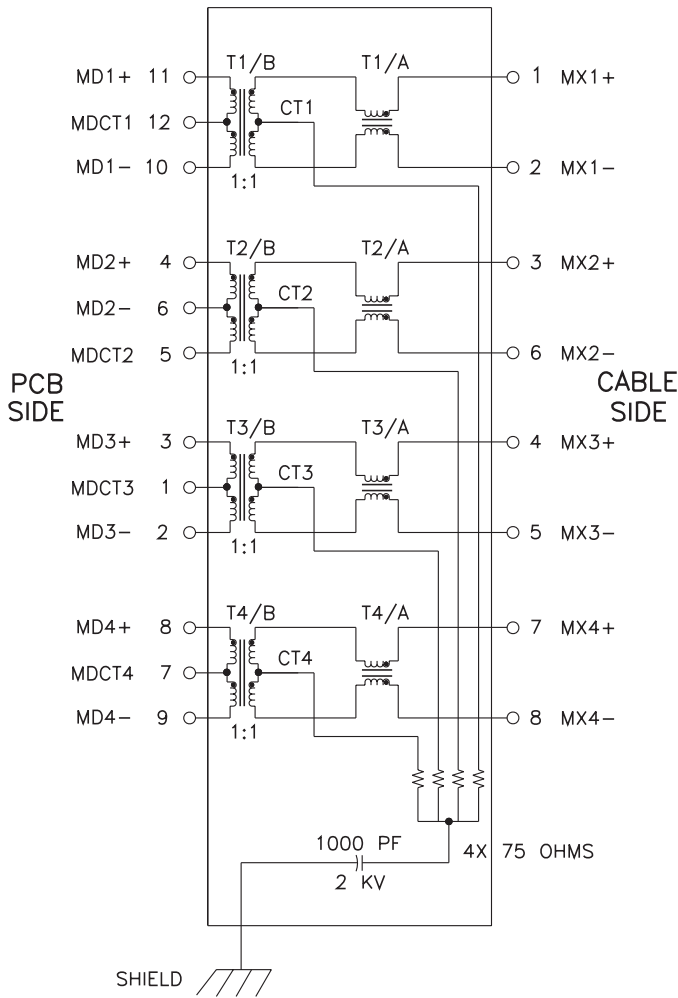 T1/B T1/A
MD1+ 11 1 MX1+
CT1
MDCT1 12
MD1- 10 2 MX1-
1:1
T2/B T2/A
MD2+ 4 3 MX2+
CT2
MD2- 6
MDCT2 5 6 MX2-
1:1
PCB
SIDE
CABLE
SIDE
T3/B T3/A
MD3+ 3 4 MX3+
CT3
MDCT3 1
MD3- 2 5 MX3-
1:1
T4/B T4/A
MD4+ 8 7 MX4+
CT4
MDCT4 7
MD4- 9 8 MX4-
1:1
1000 PF
4X 75 OHMS
2 KV
SHIELD